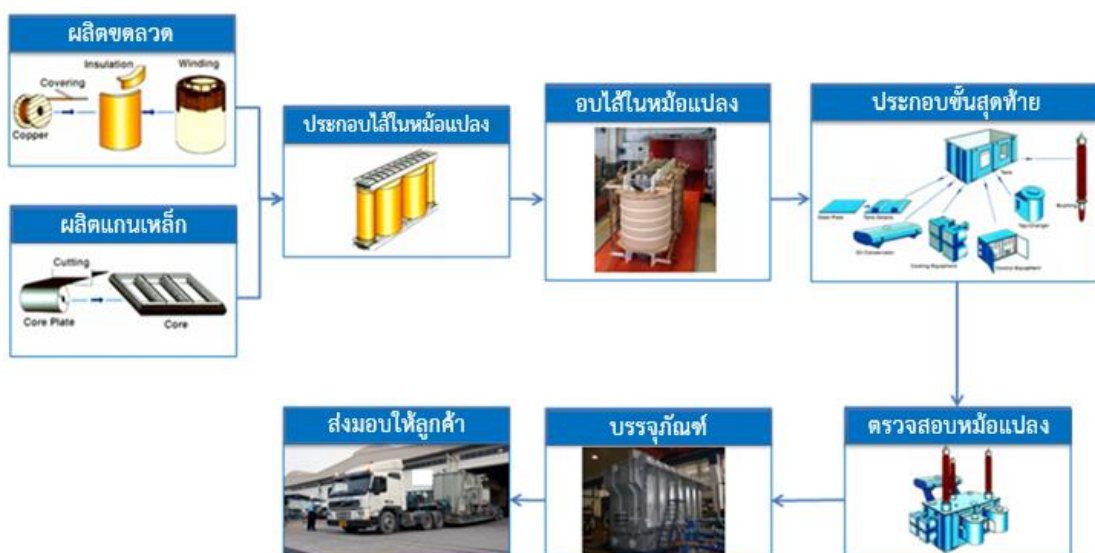 ผลิตขดลวด
Insulation
Winding
Covering
Copper
ผลิตแกนเหล็ก
Cutting
Core Plate
Core
ประกอบไส้ในหม้อแปลง
อบไส้ในหม้อแปลง
ประกอบขั้นสุดท้าย
Tank
Bushing
Steel Plate
Tank Details
Tap-Changer
Oil Conservator
Cooling Equipment
Control Equipment
ตรวจสอบหม้อแปลง
บรรจุภัณฑ์
ส่งมอบให้ลูกค้า